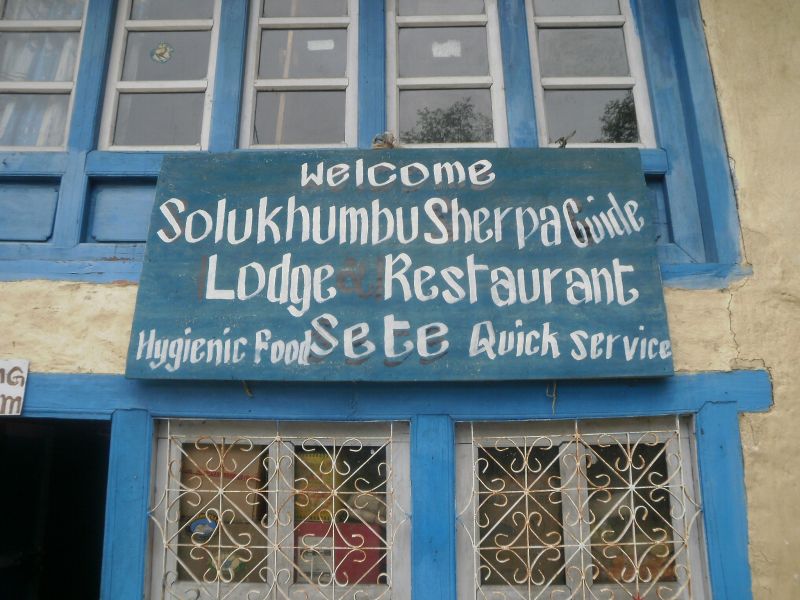 Welcome
Solukhumbu Sherpa Guide
Lodge Restaurant
Hygienic Food Sete Quick Service